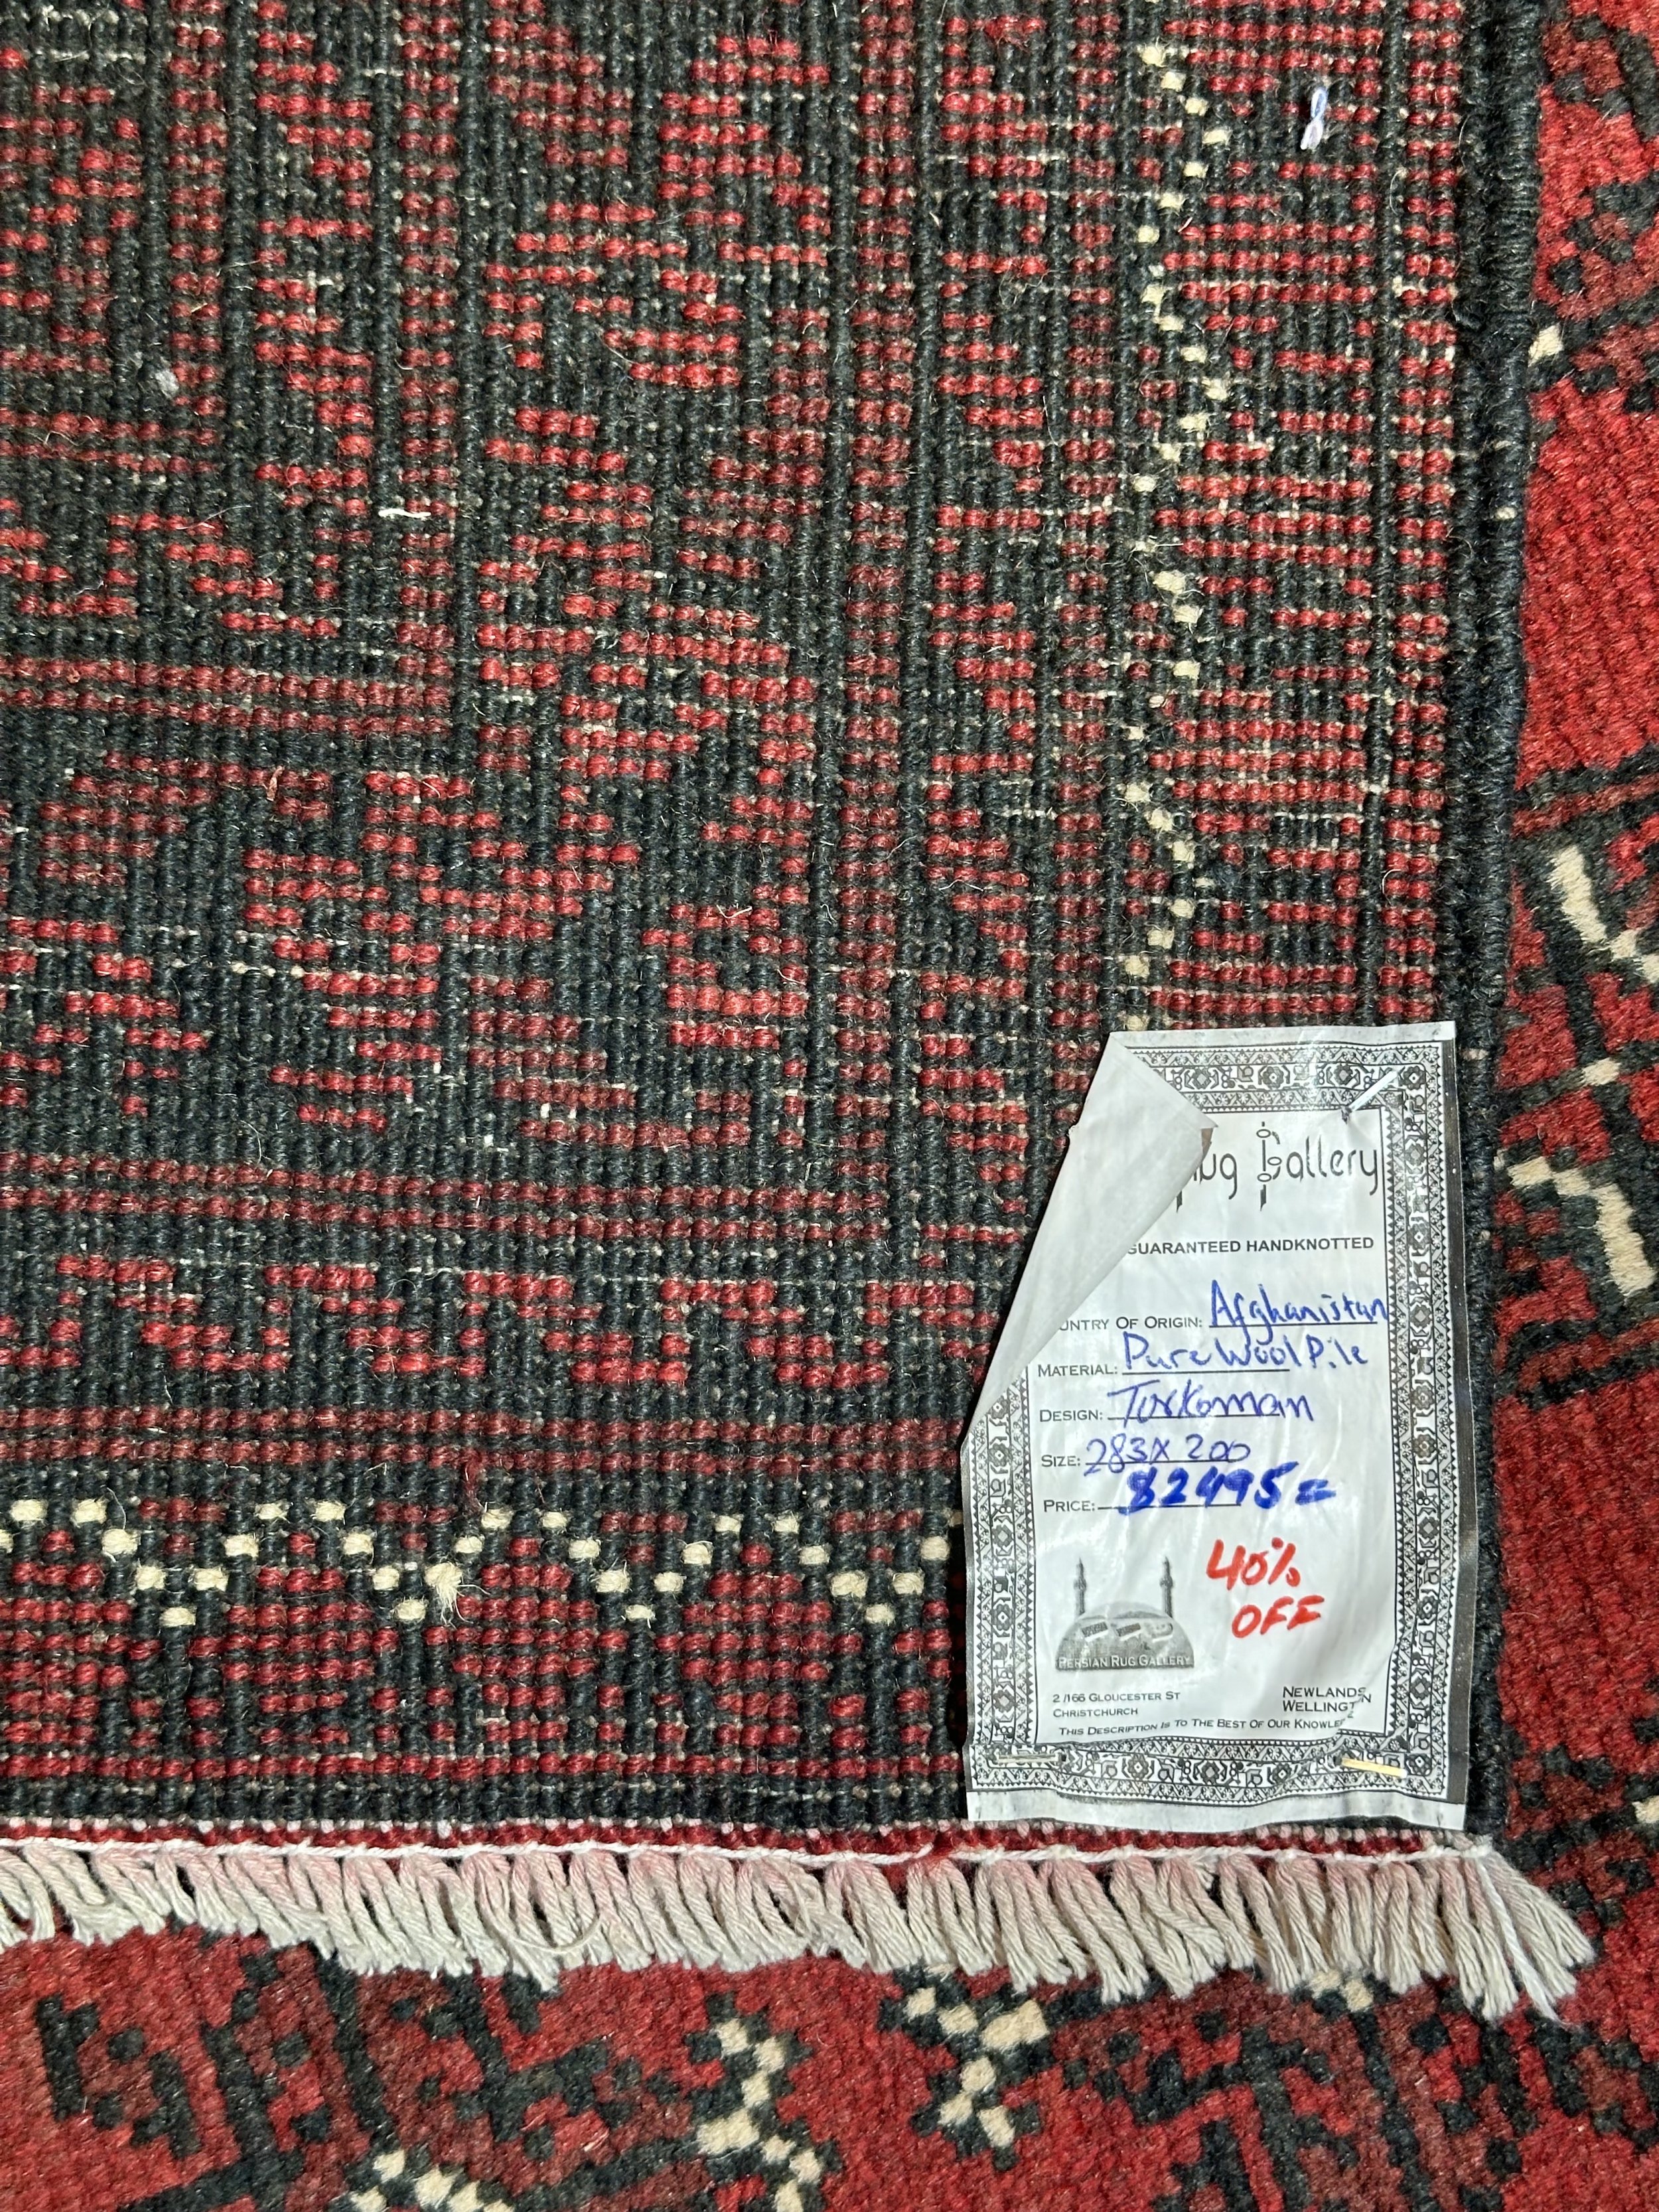 Rug Gallery
GUARANTEED HANDKNOTTED
UNTRY OF ORIGIN: Afghanistan
MATERIAL: Pure Wool Pile
DESIGN: Turkoman
SIZE: 283 X 200
PRICE: $2495=
40%
OFF
PERSIAN RUG GALLERY
2/166 GLOUCESTER ST
CHRISTCHURCH
NEWLANDS
WELLINGTON
THIS DESCRIPTION IS TO THE BEST OF OUR KNOWLE